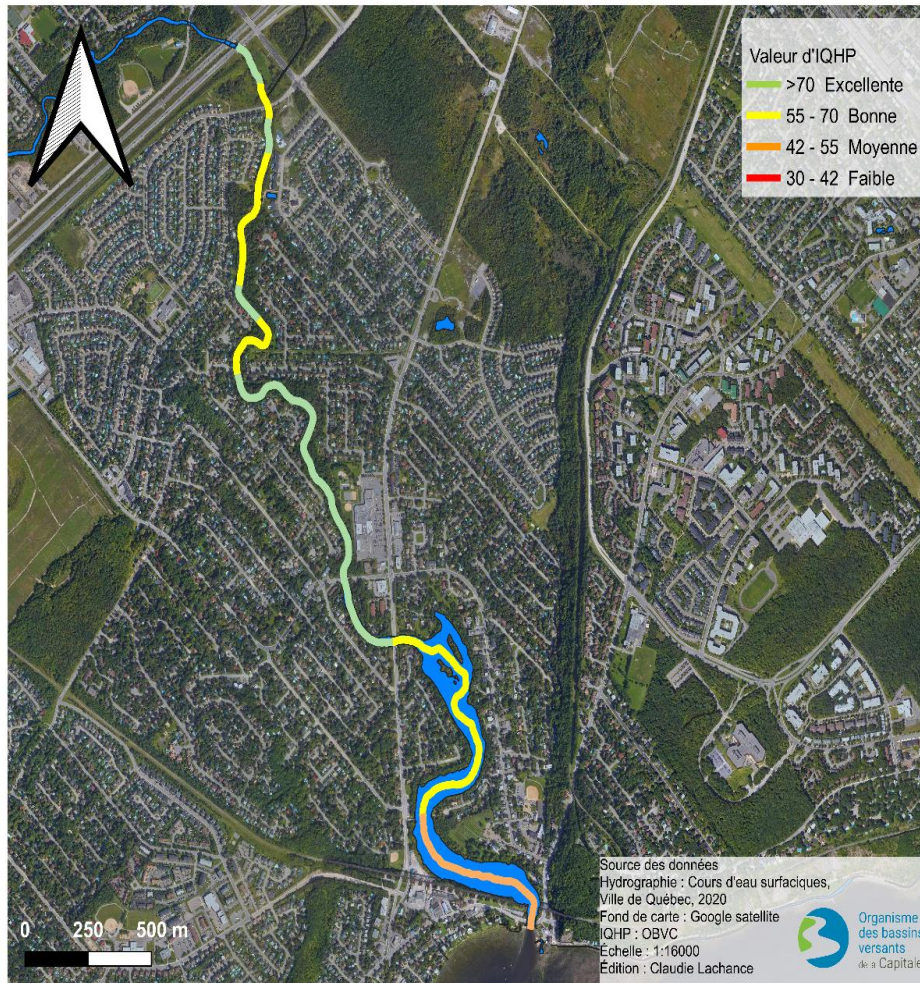 Valeur d'IQHP
>70 Excellente
55 - 70 Bonne
42 - 55 Moyenne
30 - 42 Faible
0 250 500 m
Source des données
Hydrographie : Cours d'eau surfaciques,
Ville de Québec, 2020
Fond de carte : Google satellite
IQHP : OBVC
Échelle : 1:16000
Édition : Claudie Lachance
Organisme
des bassins
versants
de la Capitale